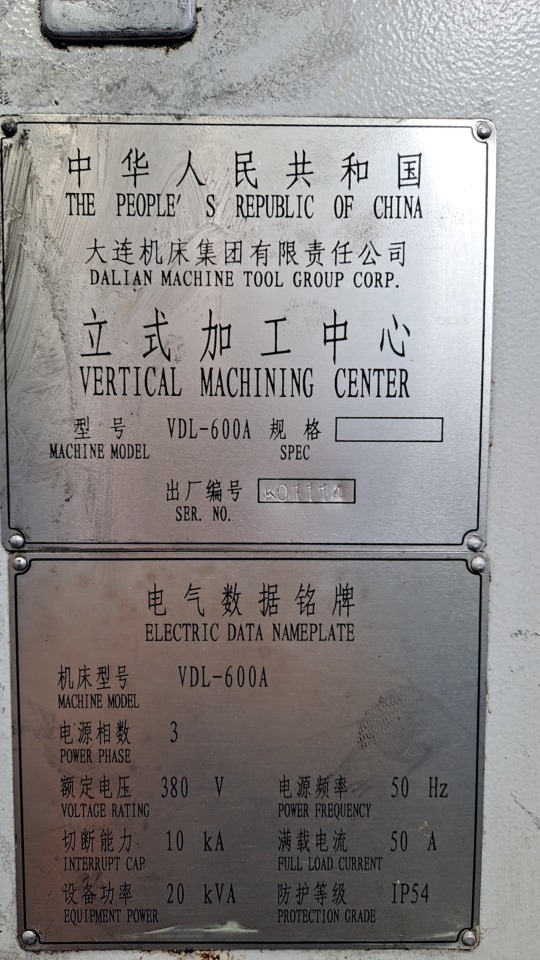 中华人民共和国
THE PEOPLE' S REPUBLIC OF CHINA
大连机床集团有限责任公司
DALIAN MACHINE TOOL GROUP CORP.
立式加工中心
VERTICAL MACHINING CENTER
型号 VDL-600A 规格
MACHINE MODEL SPEC
出厂编号
SER. NO.
电气数据铭牌
ELECTRIC DATA NAMEPLATE
机床型号 VDL-600A
MACHINE MODEL
电源相数 3
POWER PHASE
额定电压 380 V 电源频率 50 Hz
VOLTAGE RATING POWER FREQUENCY
切断能力 10 kA 满载电流 50 A
INTERRUPT CAP FULL LOAD CURRENT
设备功率 20 kVA 防护等级 IP54
EQUIPMENT POWER PROTECTION GRADE